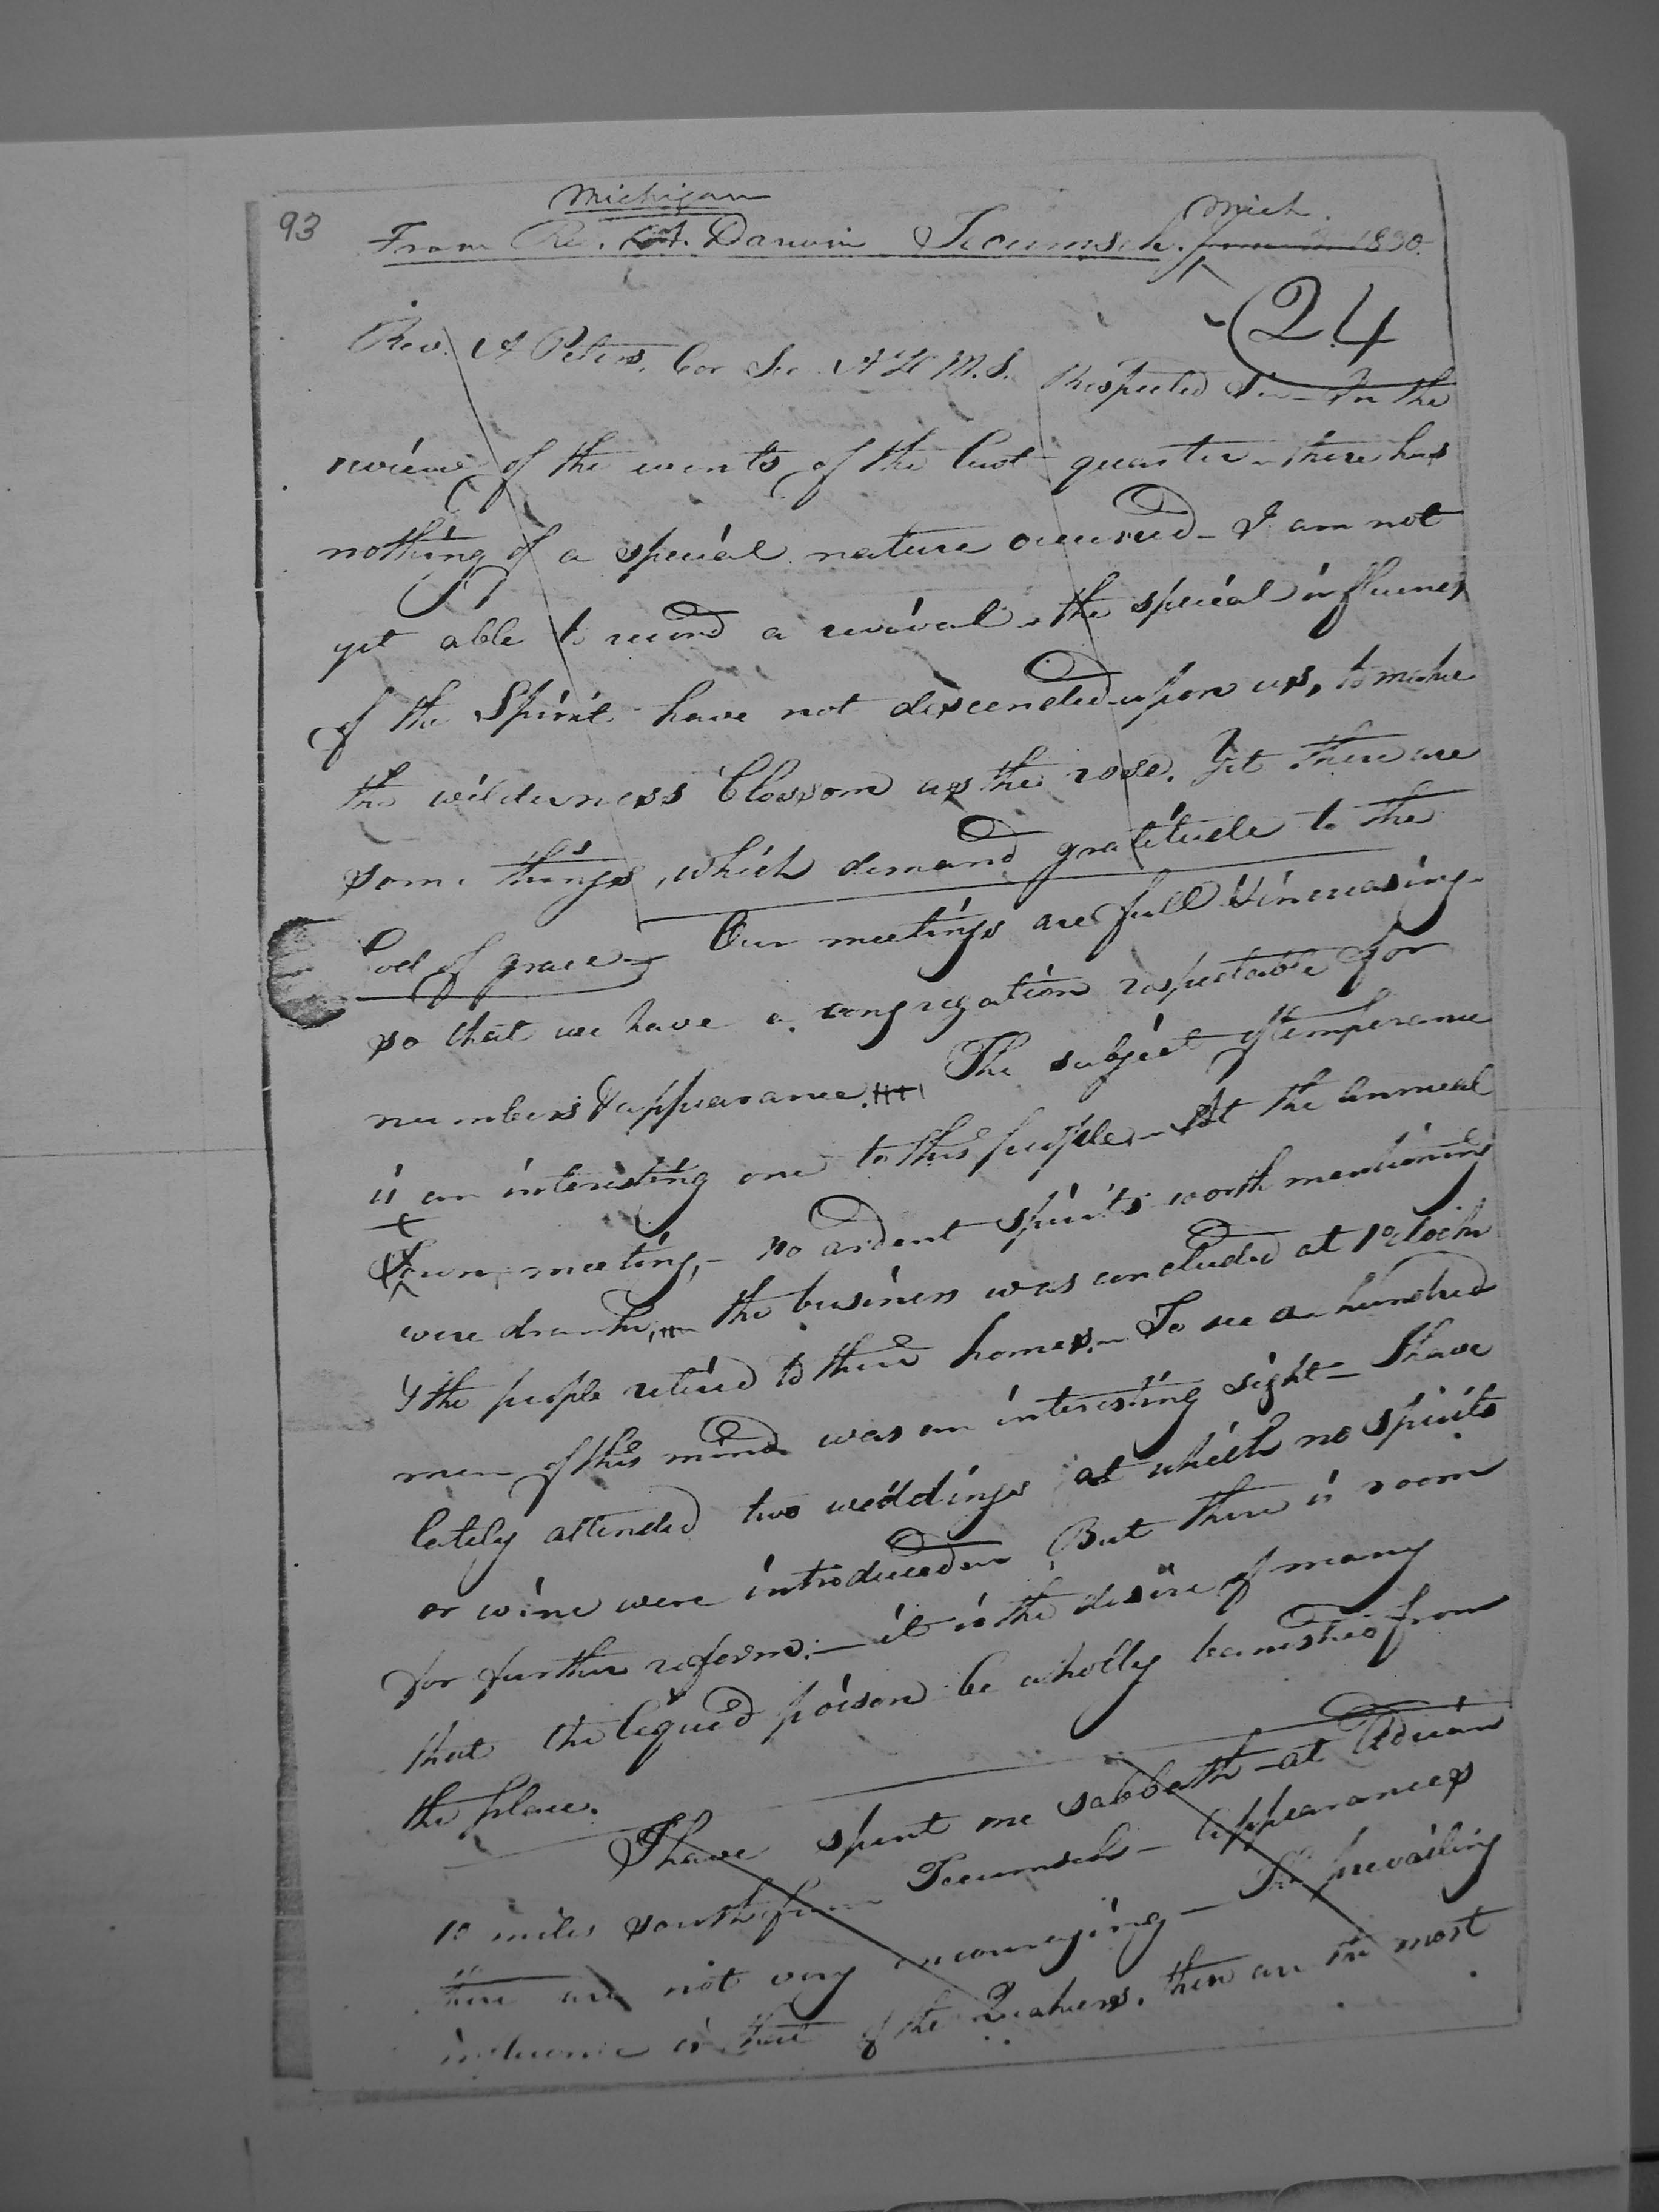 93
Michigan
From Rev. A. Darwin Tecumseh. Mich. 1830.
24
Rev. A Peters, Cor Sec. A H M. S. Respected Sir - In the
review of the events of the last quarter - there has
nothing of a special nature occured - I am not
yet able to record a revival - the special influences
of the Spirit have not descended upon us, to make
the wilderness blossom as the rose. Yet there are
some things, which demand gratitude to the
God of grace - Our meetings are full & increasing -
so that we have a congregation respectable for
numbers & appearance. The subject of temperance
is an interesting one to this people - At the annual
Town meeting, - no ardent spirits worth mentioning
were drank, - the business was concluded at 1 oclock
& the people retired to there homes. - To see a hundred
men of this mind was an interesting sight - I have
lately attended two weddings at which no spirits
or wine were introduced - But there is room
for further reform: - it is the desire of many
that the liquid poison be wholly banished from
the place.
I have spent one sabbath - at Adrian
10 miles south from Tecumseh - Appearances
there are not very encouraging - The prevailing
influence is that of the Quakers. there are the most